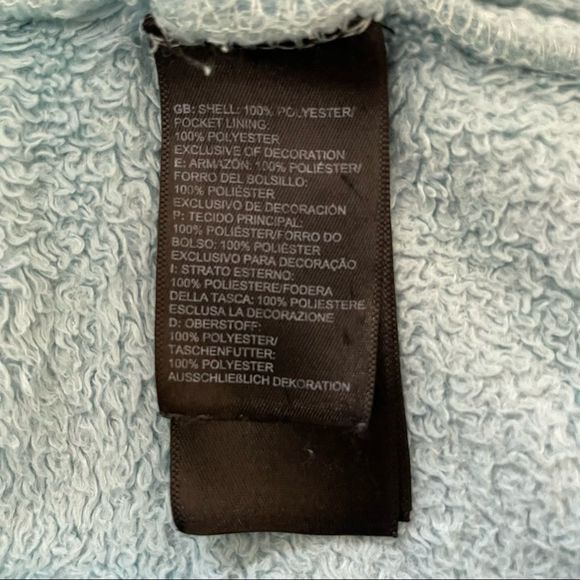 GB: SHELL: 100% POLYESTER/
POCKET LINING:
100% POLYESTER
EXCLUSIVE OF DECORATION
E: ARMAZÓN: 100% POLIÉSTER/
FORRO DEL BOLSILLO:
100% POLIÉSTER
EXCLUSIVO DE DECORACIÓN
P: TECIDO PRINCIPAL:
100% POLIÉSTER/FORRO DO
BOLSO: 100% POLIÉSTER
EXCLUSIVO PARA DECORAÇÃO
I: STRATO ESTERNO:
100% POLIESTERE/FODERA
DELLA TASCA: 100% POLIESTERE
ESCLUSA LA DECORAZIONE
D: OBERSTOFF:
100% POLYESTER/
TASCHENFUTTER:
100% POLYESTER
AUSSCHLIEßLICH DEKORATION